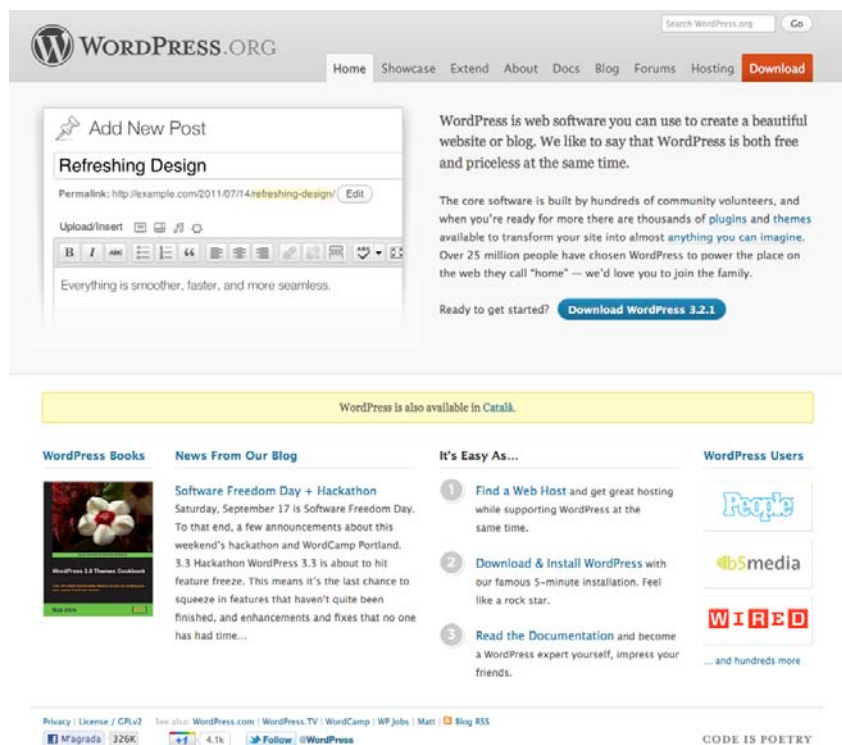 Search WordPress.org Go
WORDPRESS.ORG
Home Showcase Extend About Docs Blog Forums Hosting Download
Add New Post
Refreshing Design
Permalink: http://example.com/2011/07/14/refreshing-design/ Edit
Upload/Insert
B I ABC “ ABC
Everything is smoother, faster, and more seamless.
WordPress is web software you can use to create a beautiful
website or blog. We like to say that WordPress is both free
and priceless at the same time.
The core software is built by hundreds of community volunteers, and
when you're ready for more there are thousands of plugins and themes
available to transform your site into almost anything you can imagine.
Over 25 million people have chosen WordPress to power the place on
the web they call “home” — we'd love you to join the family.
Ready to get started? Download WordPress 3.2.1
WordPress is also available in Català.
WordPress Books
WordPress 3.0 Themes Cookbook
News From Our Blog
Software Freedom Day + Hackathon
Saturday, September 17 is Software Freedom Day.
To that end, a few announcements about this
weekend's hackathon and WordCamp Portland.
3.3 Hackathon WordPress 3.3 is about to hit
feature freeze. This means it's the last chance to
squeeze in features that haven't quite been
finished, and enhancements and fixes that no one
has had time...
It's Easy As...
1 Find a Web Host and get great hosting
while supporting WordPress at the
same time.
2 Download & Install WordPress with
our famous 5-minute installation. Feel
like a rock star.
3 Read the Documentation and become
a WordPress expert yourself, impress your
friends.
WordPress Users
People
b5media
WIRED
... and hundreds more
Privacy | License / GPLv2 See also: WordPress.com | WordPress.TV | WordCamp | WP Jobs | Matt | Blog RSS
M'agrada 326K +1 4.1k Follow @WordPress
CODE IS POETRY